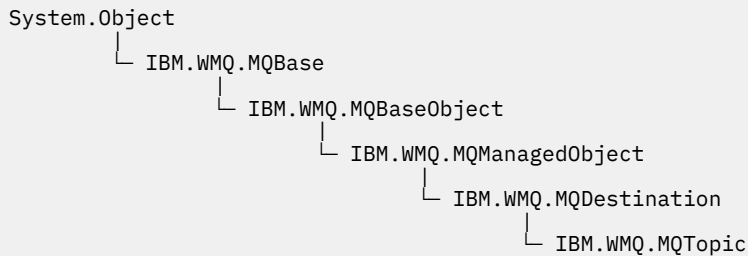 System.Object
IBM.WMQ.MQBase
IBM.WMQ.MQBaseObject
IBM.WMQ.MQManagedObject
IBM.WMQ.MQDestination
IBM.WMQ.MQTopic